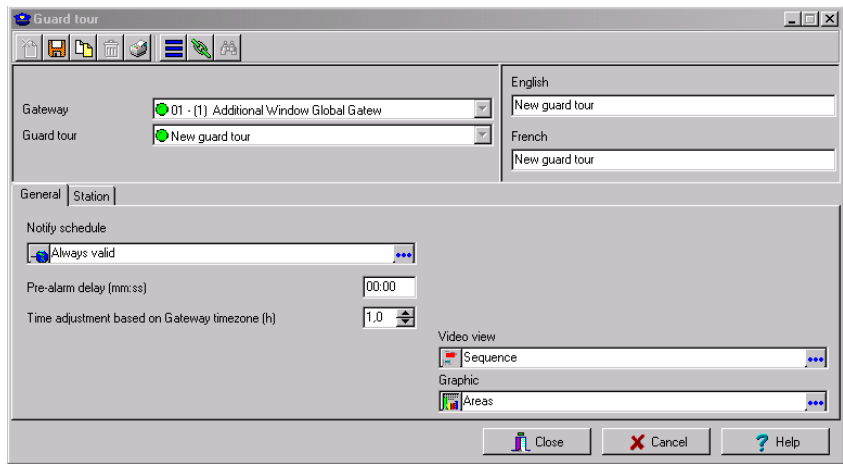 Guard tour
English
Gateway
01 - (1) Additional Window Global Gatew
New guard tour
Guard tour
New guard tour
French
New guard tour
General
Station
Notify schedule
Always valid
Pre-alarm delay (mm:ss)
00:00
Time adjustment based on Gateway timezone (h)
1,0
Video view
Sequence
Graphic
Areas
Close
Cancel
Help